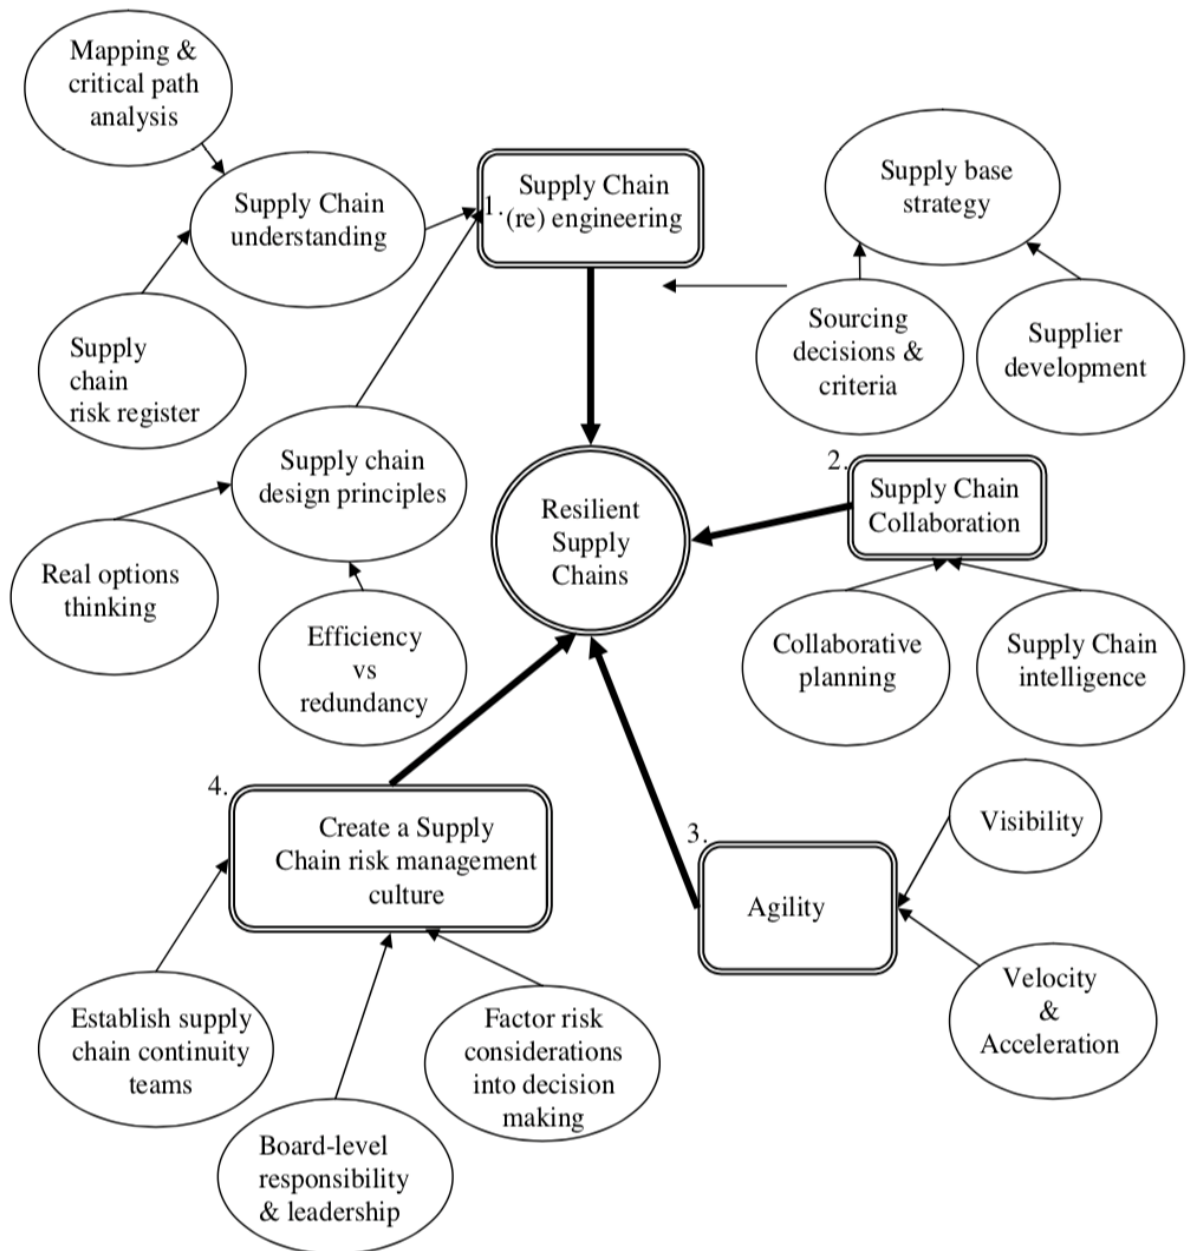 Mapping &
critical path
analysis
Supply Chain
understanding
Supply
chain
risk register
1.
Supply Chain
(re) engineering
Supply base
strategy
Sourcing
decisions &
criteria
Supplier
development
Supply chain
design principles
Real options
thinking
Efficiency
vs
redundancy
Resilient
Supply
Chains
2.
Supply Chain
Collaboration
Collaborative
planning
Supply Chain
intelligence
4.
Create a Supply
Chain risk management
culture
3.
Agility
Visibility
Velocity
&
Acceleration
Establish supply
chain continuity
teams
Board-level
responsibility
& leadership
Factor risk
considerations
into decision
making